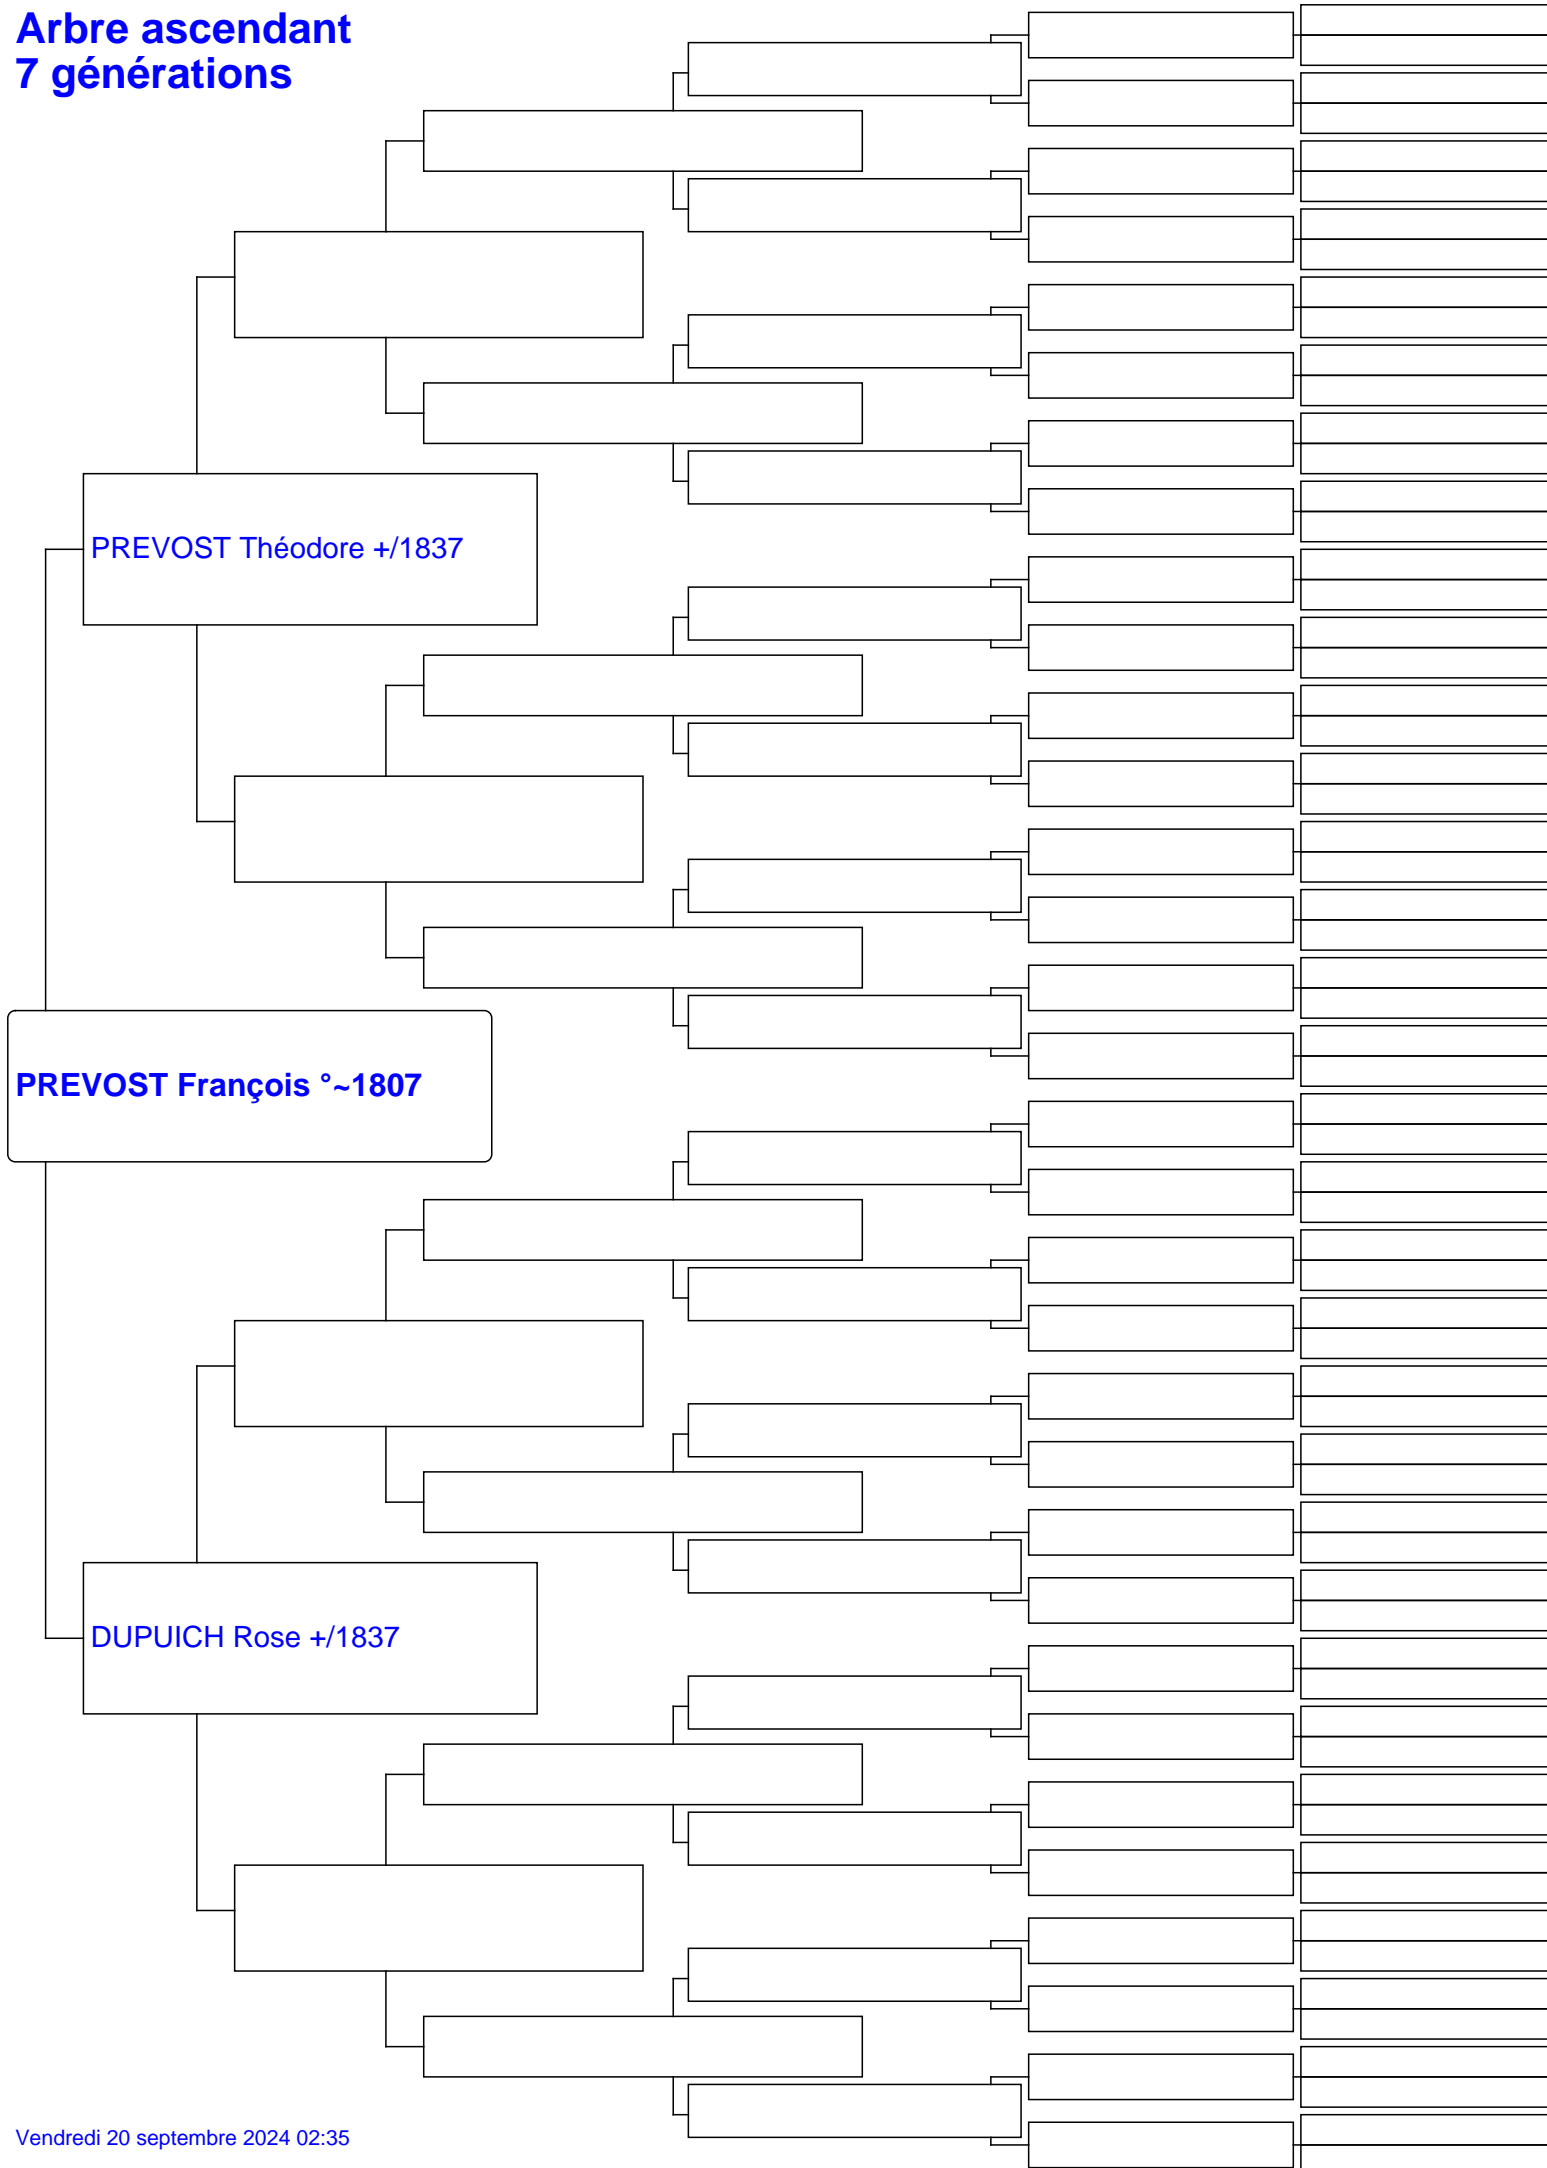 Arbre ascendant
7 générations
PREVOST Théodore +/1837
PREVOST François °~1807
DUPUICH Rose +/1837
Vendredi 20 septembre 2024 02:35